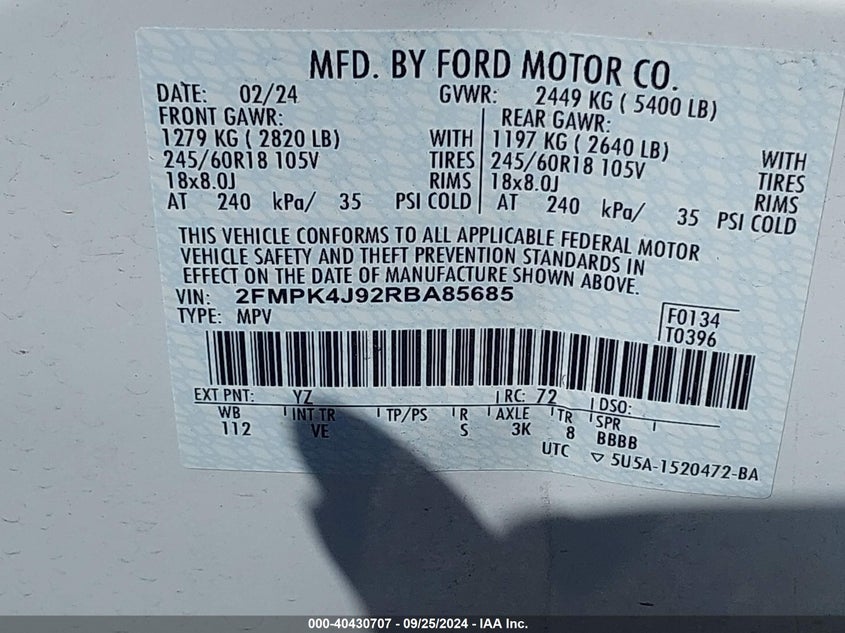 MFD. BY FORD MOTOR CO.
DATE: 02/24 GVWR: 2449 KG ( 5400 LB)
FRONT GAWR: REAR GAWR:
1279 KG ( 2820 LB) WITH 1197 KG ( 2640 LB) WITH
245/60R18 105V TIRES 245/60R18 105V TIRES
18x8.0J RIMS 18x8.0J RIMS
AT 240 kPa/ 35 PSI COLD AT 240 kPa/ 35 PSI COLD
THIS VEHICLE CONFORMS TO ALL APPLICABLE FEDERAL MOTOR
VEHICLE SAFETY AND THEFT PREVENTION STANDARDS IN
EFFECT ON THE DATE OF MANUFACTURE SHOWN ABOVE.
VIN: 2FMPK4J92RBA85685
TYPE: MPV
F0134
T0396
EXT PNT: YZ RC: 72 DSO:
WB INT TR TP/PS R AXLE TR SPR
112 VE S 3K 8 BBBB
UTC ▽ 5U5A-1520472-BA
000-40430707 - 09/25/2024 - IAA Inc.